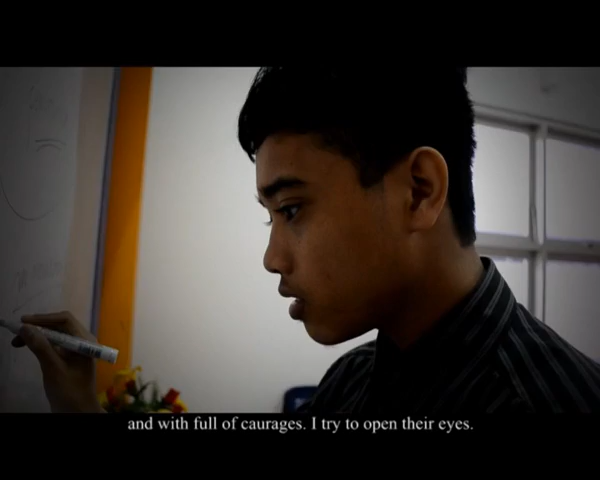 and with full of caurages. I try to open their eyes.